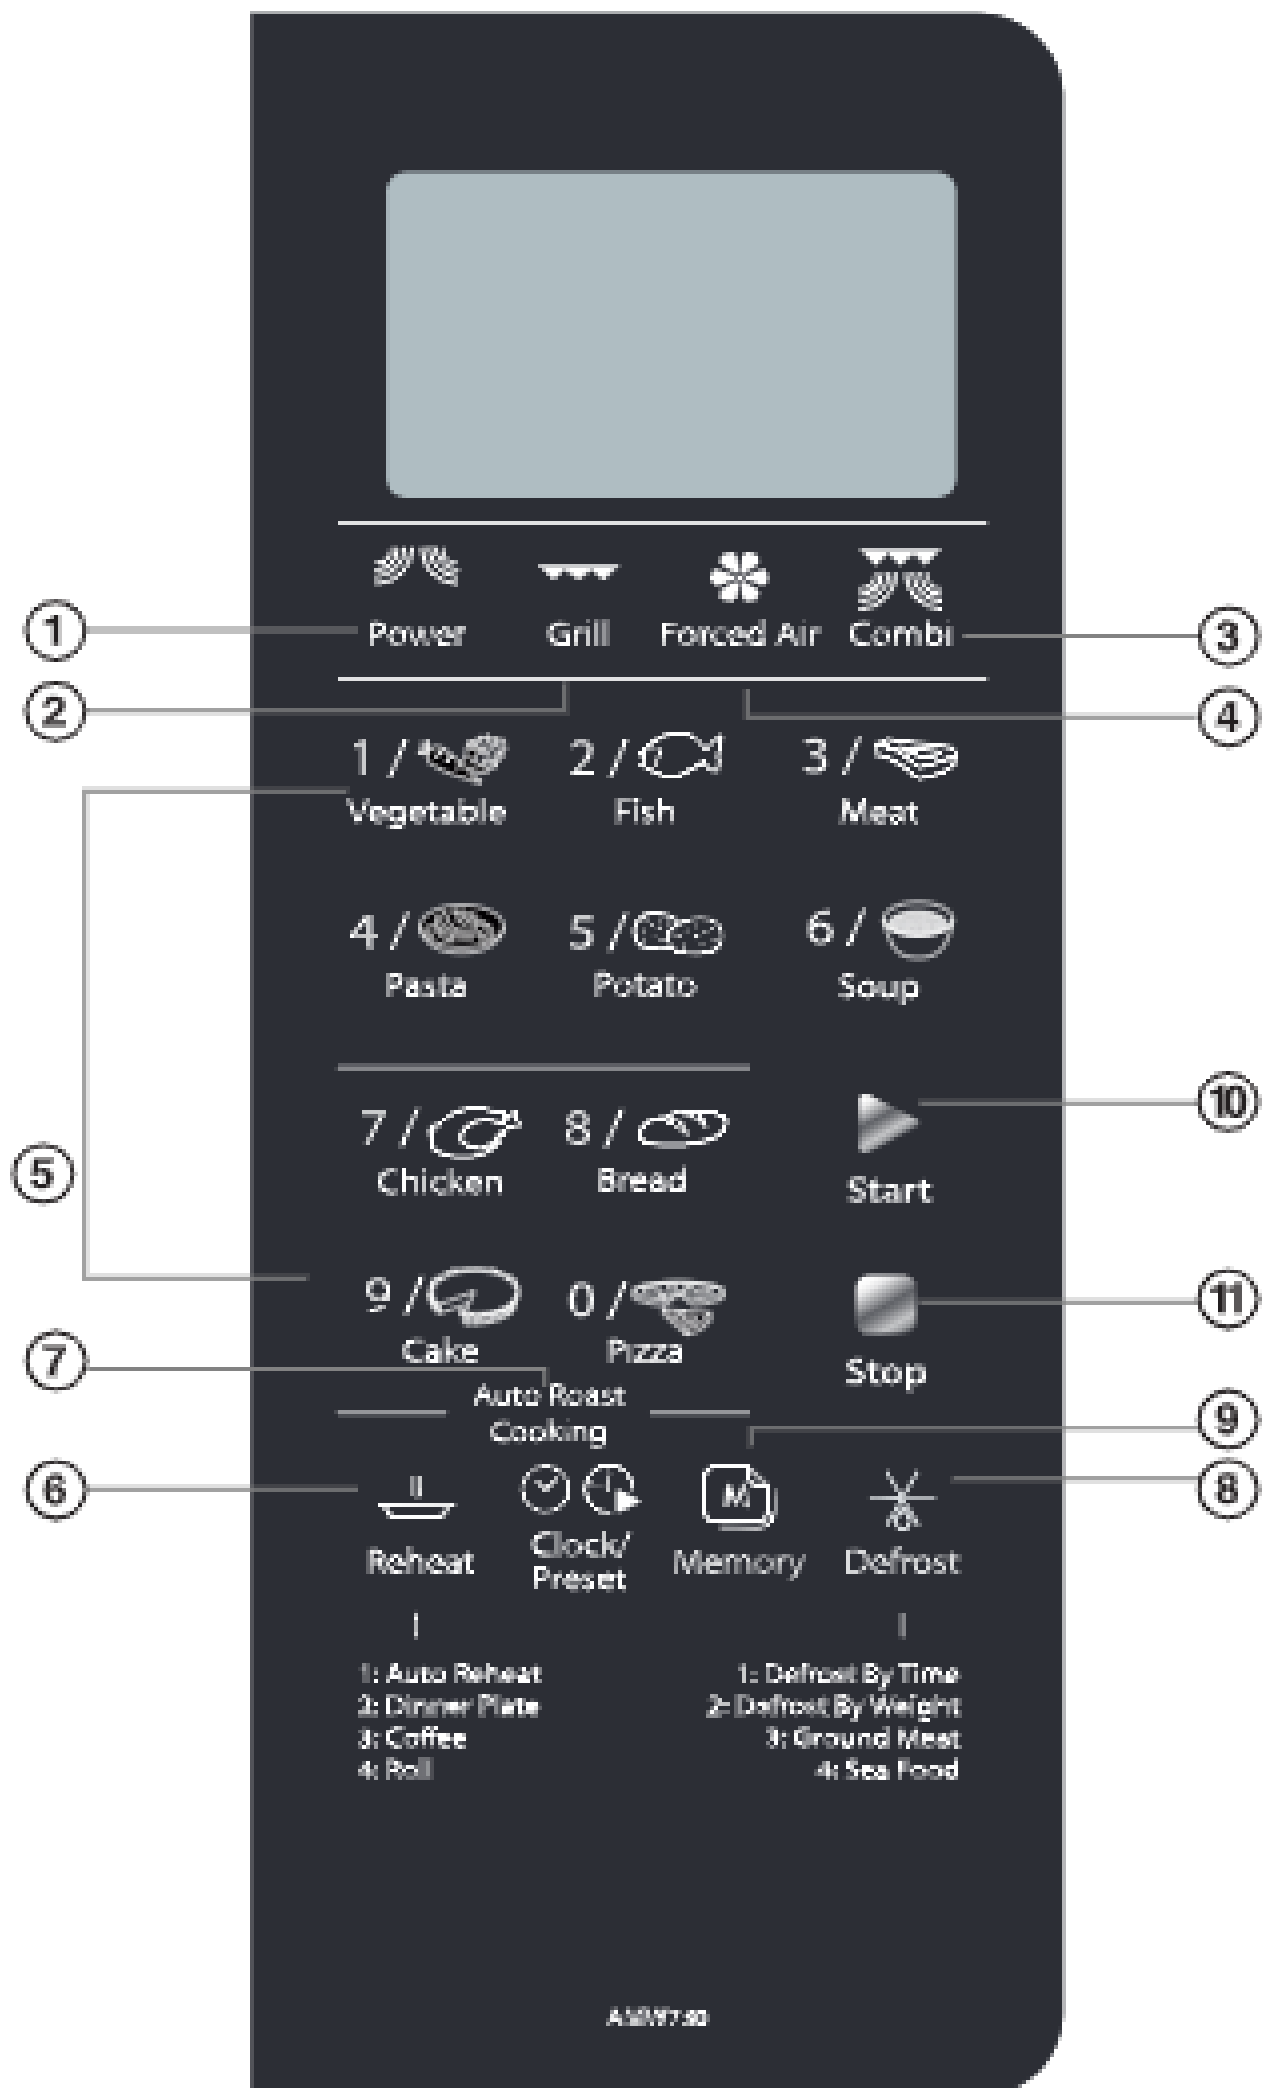 Power Grill Forced Air Combi
1 3
2 4
1 / 2 / 3 /
Vegetable Fish Meat
4 / 5 / 6 /
Pasta Potato Soup
7 / 8 / 10
Chicken Bread Start
5
9 / 0 / 11
Cake Pizza Stop
7
Auto Roast
Cooking
9
6 M 8
Reheat Clock/
Preset Memory Defrost
1: Auto Reheat
2: Dinner Plate
3: Coffee
4: Roll
1: Defrost By Time
2: Defrost By Weight
3: Ground Meat
4: Sea Food